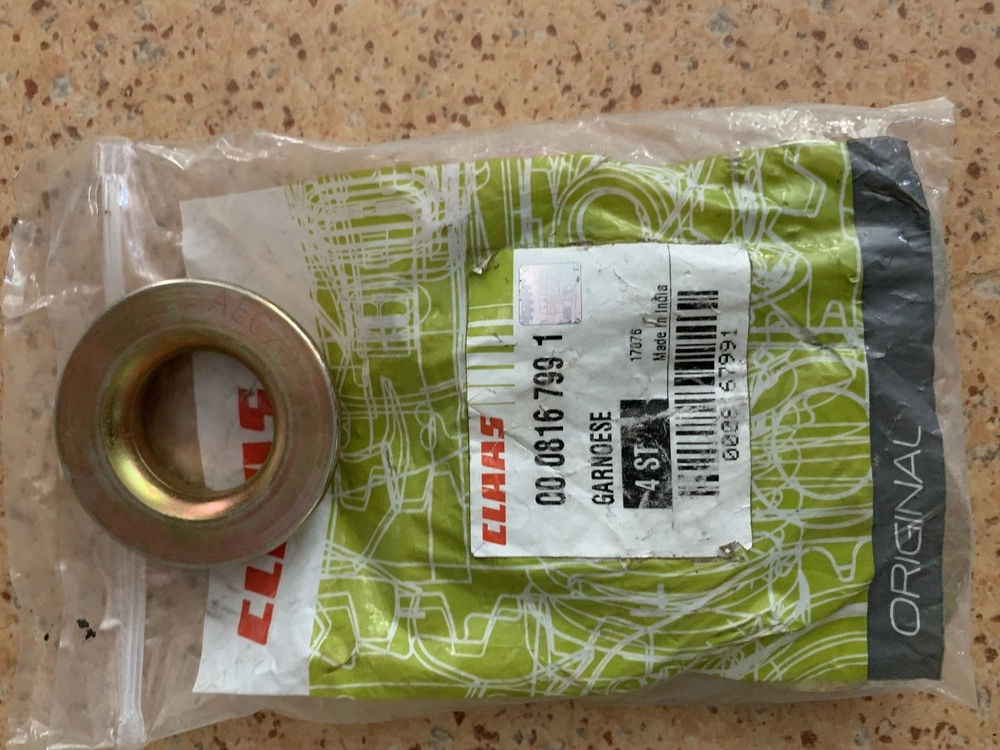 CLAAS
CLAAS
00 0816 799 1
GARNOESE
4 ST
17076
Made in India
0008167991
ORIGINAL